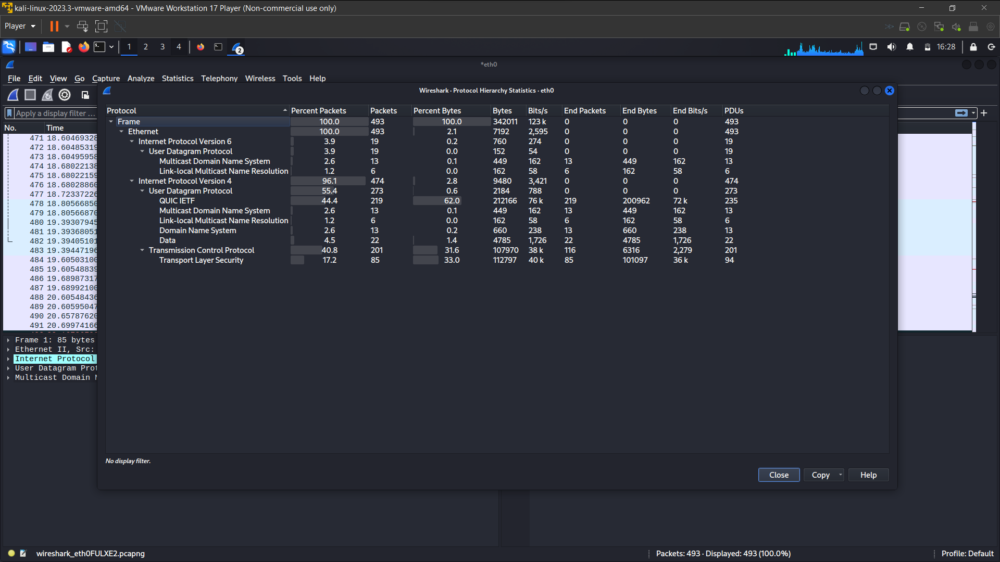 kali-linux-2023.3-vmware-amd64 - VMware Workstation 17 Player (Non-commercial use only)
Player
1 2 3 4 2 16:28
*eth0
File Edit View Go Capture Analyze Statistics Telephony Wireless Tools Help
Wireshark · Protocol Hierarchy Statistics · eth0
Apply a display filter ...
No. Time
471 18.60469328
472 18.60485319
473 18.60495958
474 18.68022138
475 18.68022159
476 18.68028860
477 18.72337226
478 18.80566850
479 18.80566870
480 19.39307945
481 19.39368051
482 19.39405101
483 19.39447196
484 19.60503100
485 19.60548839
486 19.68987317
487 19.68992100
488 20.60548436
489 20.60595047
490 20.65787620
491 20.69974166
Protocol Percent Packets Packets Percent Bytes Bytes Bits/s End Packets End Bytes End Bits/s PDUs
Frame 100.0 493 100.0 342011 123 k 0 0 0 493
Ethernet 100.0 493 2.1 7192 2,595 0 0 0 493
Internet Protocol Version 6 3.9 19 0.2 760 274 0 0 0 19
User Datagram Protocol 3.9 19 0.0 152 54 0 0 0 19
Multicast Domain Name System 2.6 13 0.1 449 162 13 449 162 13
Link-local Multicast Name Resolution 1.2 6 0.0 162 58 6 162 58 6
Internet Protocol Version 4 96.1 474 2.8 9480 3,421 0 0 0 474
User Datagram Protocol 55.4 273 0.6 2184 788 0 0 0 273
QUIC IETF 44.4 219 62.0 212166 76 k 219 200962 72 k 235
Multicast Domain Name System 2.6 13 0.1 449 162 13 449 162 13
Link-local Multicast Name Resolution 1.2 6 0.0 162 58 6 162 58 6
Domain Name System 2.6 13 0.2 660 238 13 660 238 13
Data 4.5 22 1.4 4785 1,726 22 4785 1,726 22
Transmission Control Protocol 40.8 201 31.6 107970 38 k 116 6316 2,279 201
Transport Layer Security 17.2 85 33.0 112797 40 k 85 101097 36 k 94
Frame 1: 85 bytes
Ethernet II, Src:
Internet Protocol
User Datagram Prot
Multicast Domain N
No display filter.
Close Copy Help
wireshark_eth0FULXE2.pcapng
Packets: 493 · Displayed: 493 (100.0%)
Profile: Default